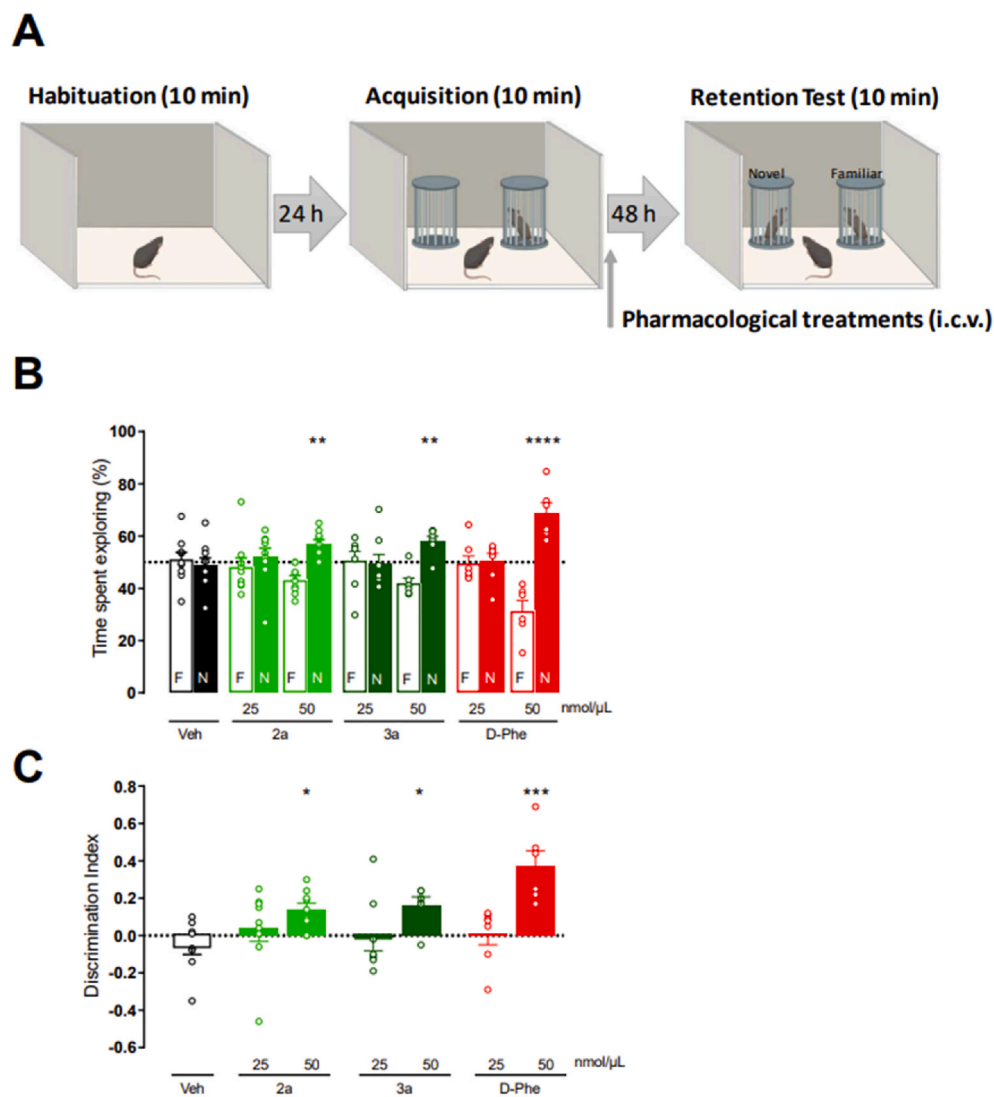 A
Habituation (10 min) Acquisition (10 min) Retention Test (10 min)
Novel Familiar
24 h 48 h
Pharmacological treatments (i.c.v.)
B
Time spent exploring (%)
100
80
60
40
20
0
** ** ****
F N F N F N F N F N F N F N
25 50 25 50 25 50 nmol/µL
Veh 2a 3a D-Phe
C
Discrimination Index
0.8
0.6
0.4
0.2
0.0
-0.2
-0.4
-0.6
* * ***
25 50 25 50 25 50 nmol/µL
Veh 2a 3a D-Phe